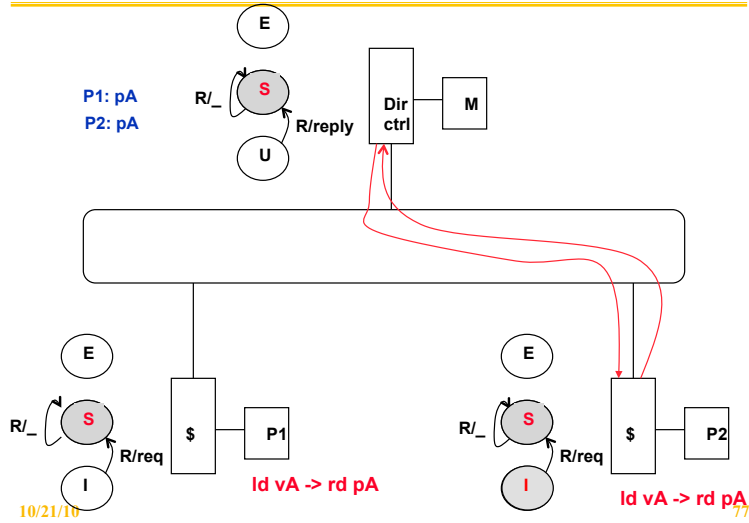 E
P1: pA
P2: pA
R/_
S
R/reply
U
Dir
ctrl
M
E
R/_
S
R/req
I
$
P1
ld vA -> rd pA
E
R/_
S
R/req
I
$
P2
ld vA -> rd pA
10/21/10
77